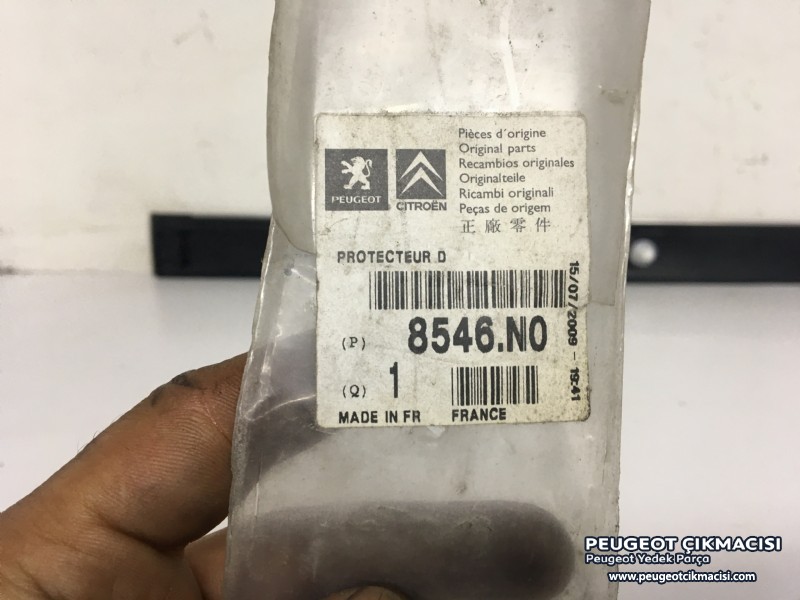 Pièces d'origine
Original parts
Recambios originales
Originalteile
Ricambi originali
Peças de origem
正廠零件
PEUGEOT
CITROËN
PROTECTEUR D
15/07/2009 - 19:41
(P) 8546.N0
(Q) 1
MADE IN FR FRANCE
PEUGEOT ÇIKMACISI
Peugeot Yedek Parça
www.peugeotcikmacisi.com